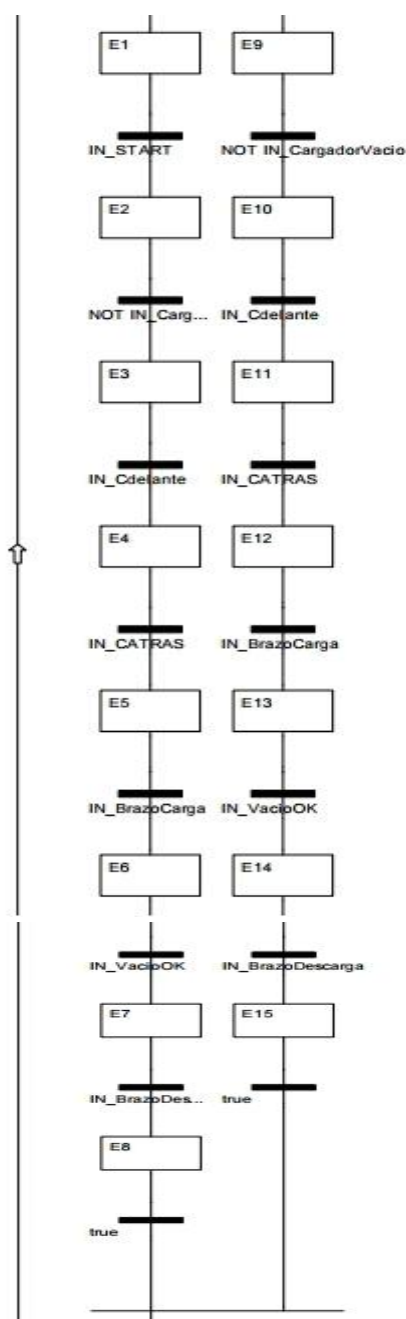 E1 E9
IN_START NOT IN_CargadorVacio
E2 E10
NOT IN_Carg... IN_Cdelante
E3 E11
IN_Cdelante IN_CATRAS
E4 E12
IN_CATRAS IN_BrazoCarga
E5 E13
IN_BrazoCarga IN_VacioOK
E6 E14
IN_VacioOK IN_BrazoDescarga
E7 E15
IN_BrazoDes... true
E8
true